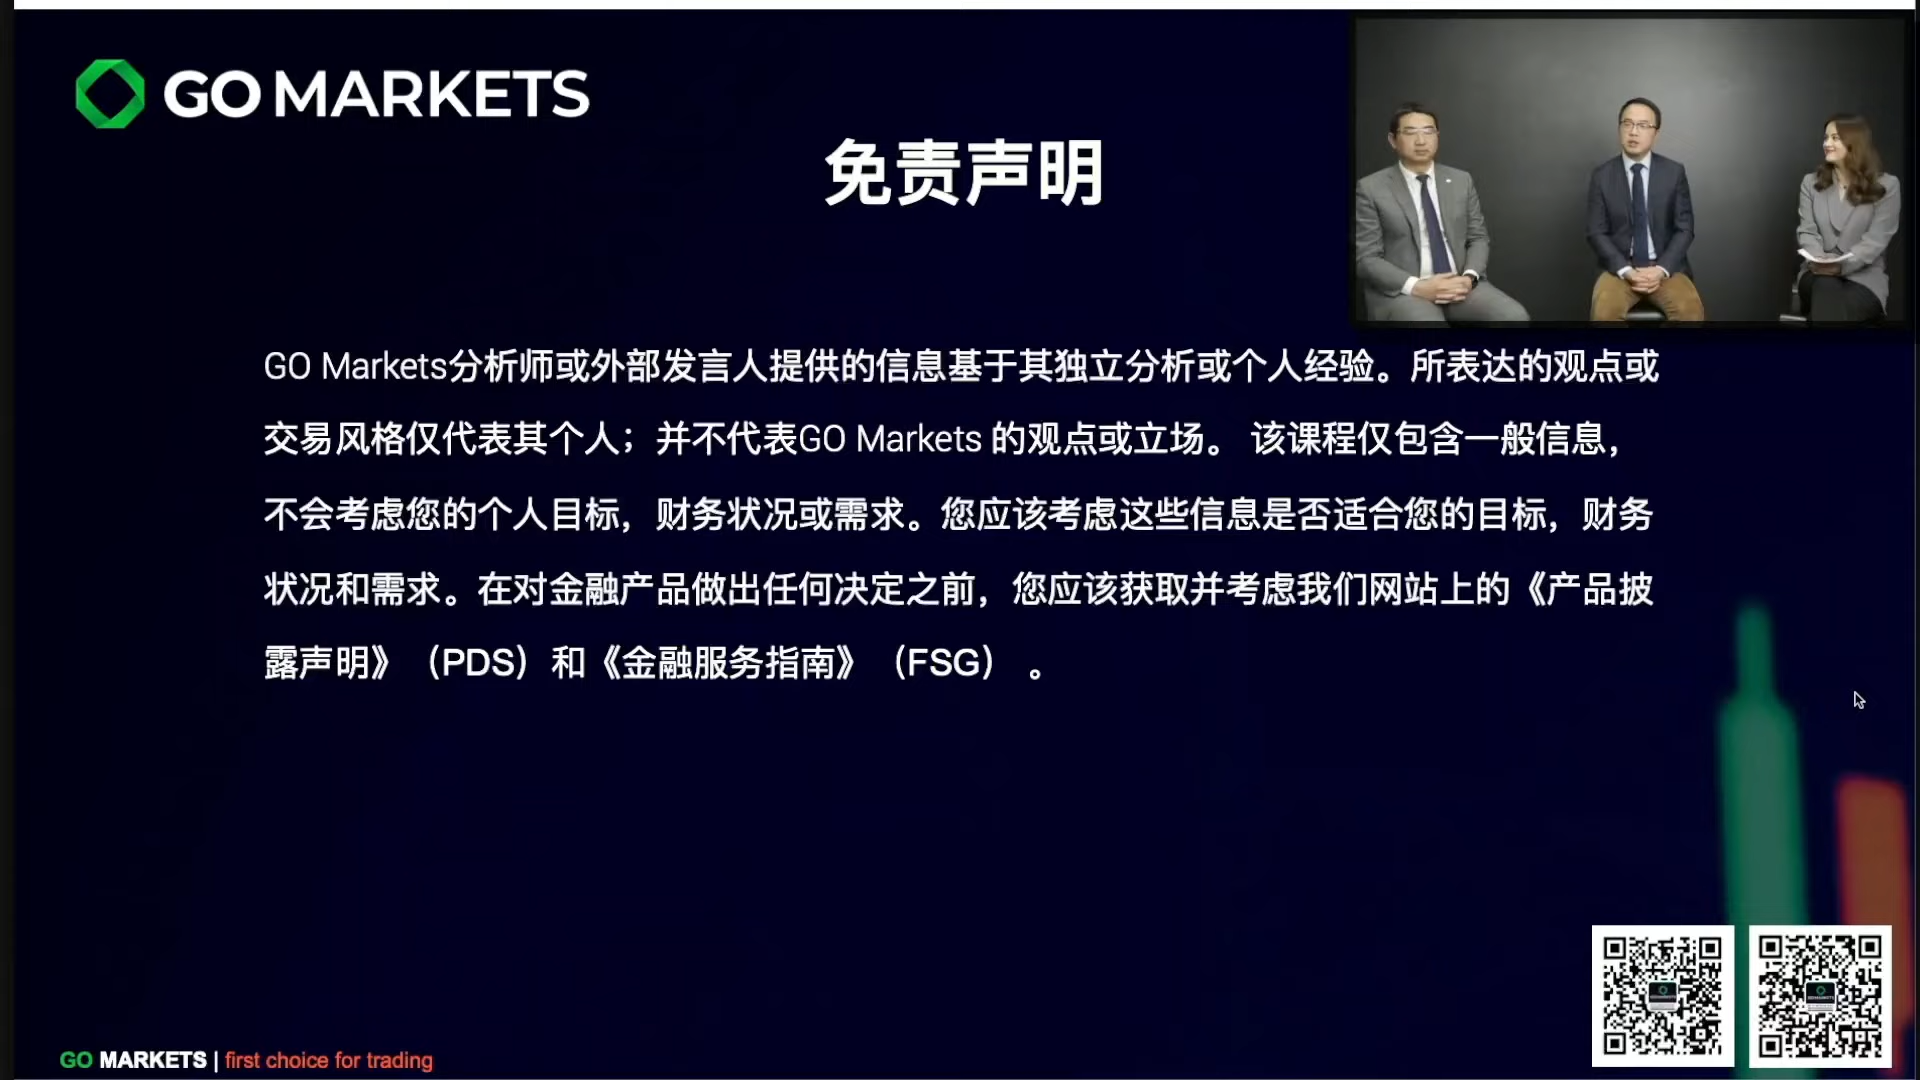 GO MARKETS
免责声明
GO Markets分析师或外部发言人提供的信息基于其独立分析或个人经验。所表达的观点或
交易风格仅代表其个人；并不代表GO Markets 的观点或立场。 该课程仅包含一般信息，
不会考虑您的个人目标，财务状况或需求。您应该考虑这些信息是否适合您的目标，财务
状况和需求。在对金融产品做出任何决定之前，您应该获取并考虑我们网站上的《产品披
露声明》（PDS）和《金融服务指南》（FSG） 。
GO MARKETS | first choice for trading